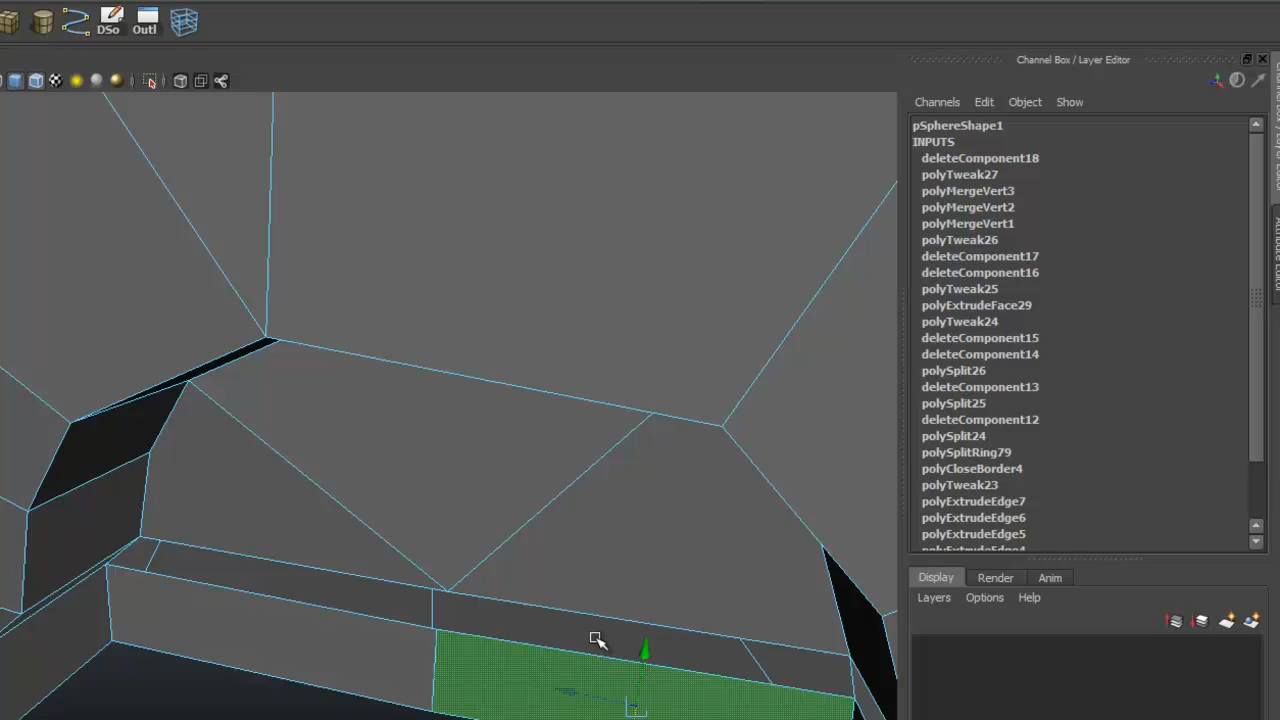 DSo Outl
Channel Box / Layer Editor
Channels Edit Object Show
pSphereShape1
INPUTS
deleteComponent18
polyTweak27
polyMergeVert3
polyMergeVert2
polyMergeVert1
polyTweak26
deleteComponent17
deleteComponent16
polyTweak25
polyExtrudeFace29
polyTweak24
deleteComponent15
deleteComponent14
polySplit26
deleteComponent13
polySplit25
deleteComponent12
polySplit24
polySplitRing79
polyCloseBorder4
polyTweak23
polyExtrudeEdge7
polyExtrudeEdge6
polyExtrudeEdge5
polyExtrudeEdge4
Display Render Anim
Layers Options Help